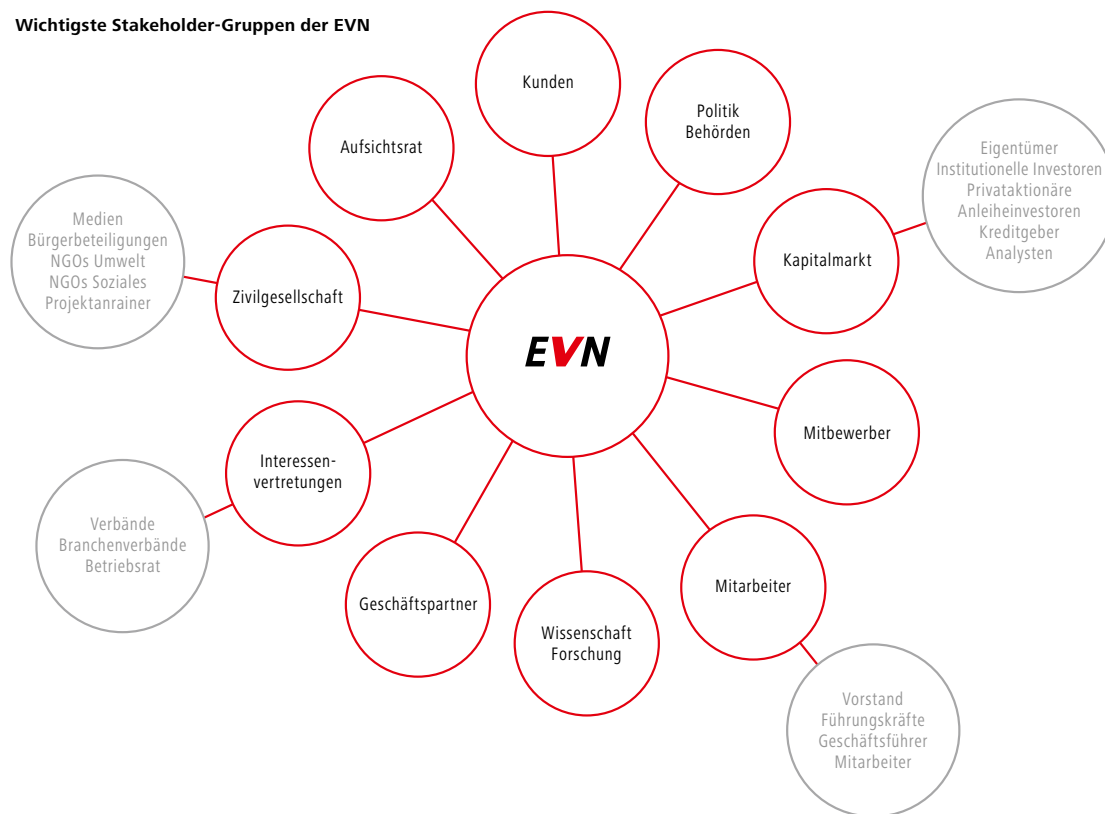 Wichtigste Stakeholder-Gruppen der EVN
Kunden
Politik
Behörden
Aufsichtsrat
Eigentümer
Institutionelle Investoren
Privataktionäre
Anleiheinvestoren
Kreditgeber
Analysten
Medien
Bürgerbeteiligungen
NGOs Umwelt
NGOs Soziales
Projektanrainer
Kapitalmarkt
Zivilgesellschaft
EVN
Mitbewerber
Interessen-
vertretungen
Verbände
Branchenverbände
Betriebsrat
Geschäftspartner
Wissenschaft
Forschung
Mitarbeiter
Vorstand
Führungskräfte
Geschäftsführer
Mitarbeiter